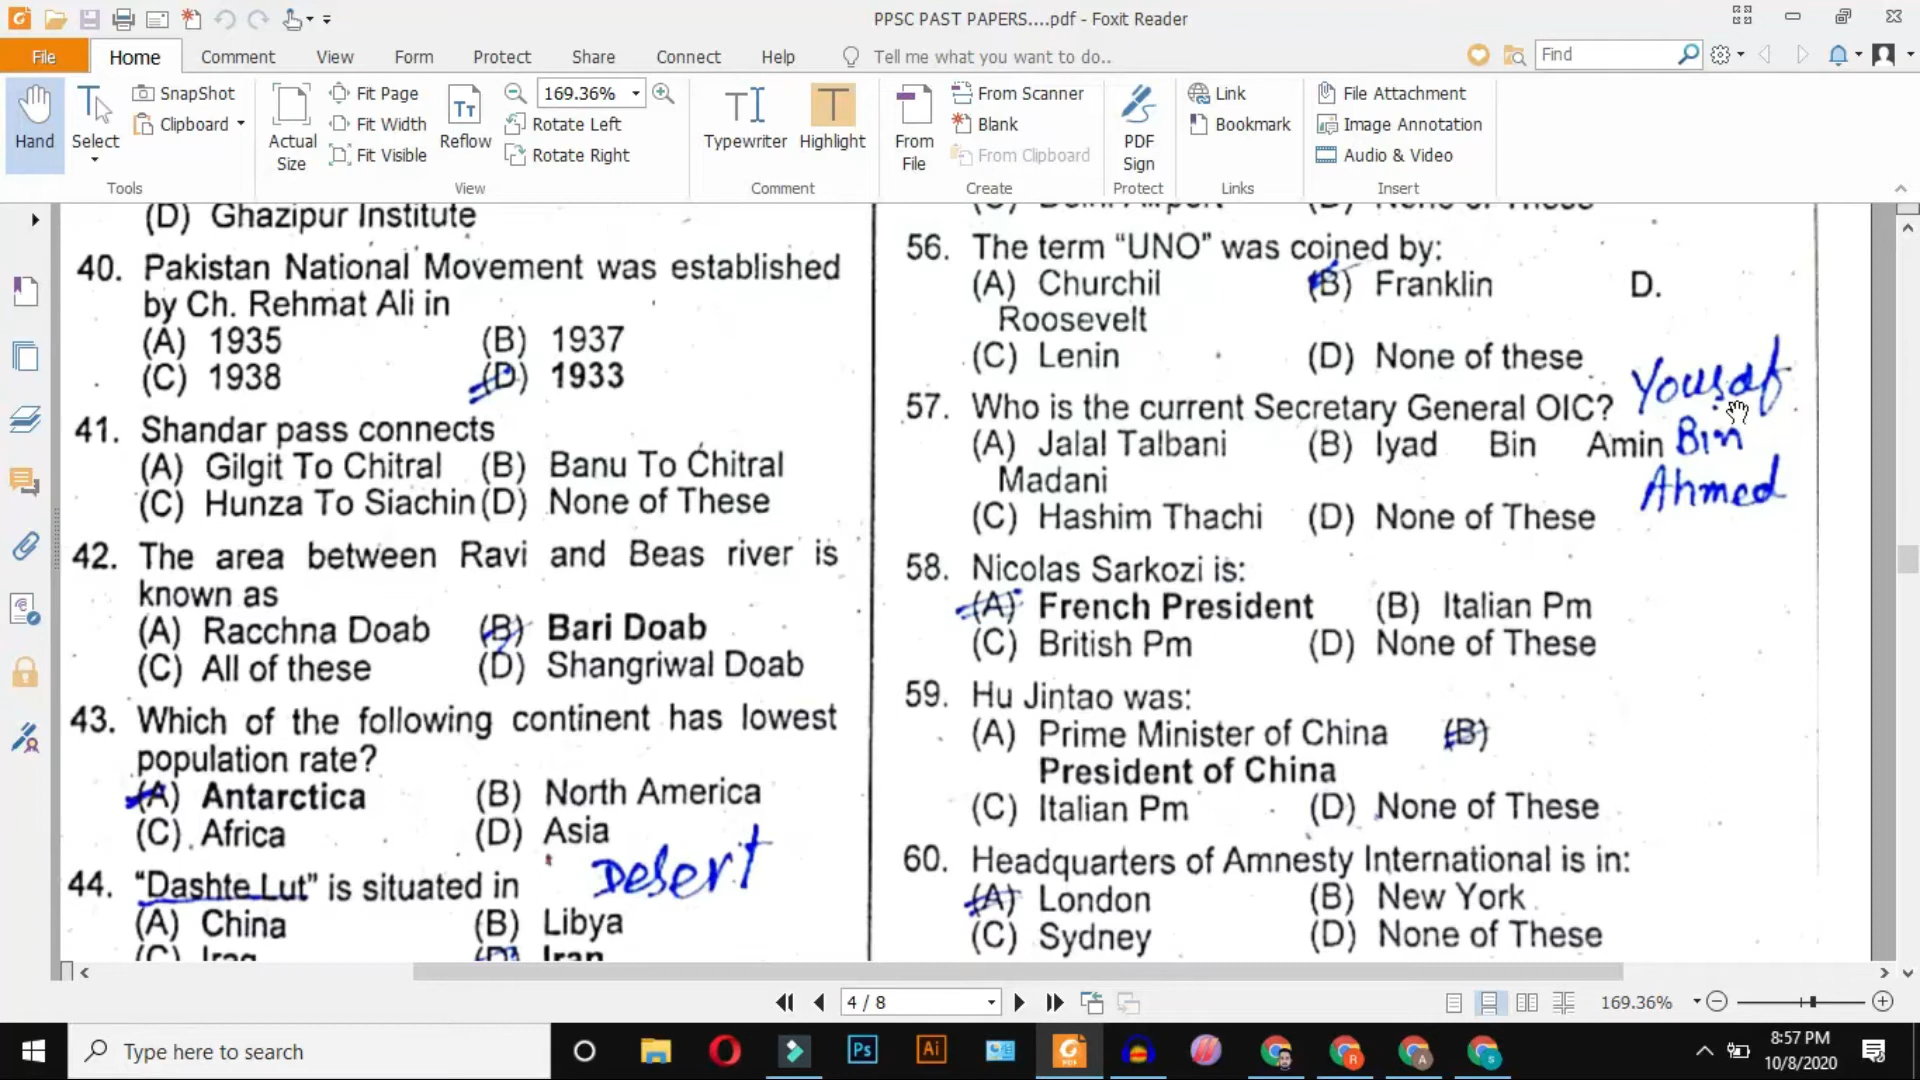 PPSC PAST PAPERS....pdf - Foxit Reader
File Home Comment View Form Protect Share Connect Help Tell me what you want to do.. Find
Hand
Select
SnapShot
Clipboard
Tools
Actual Size
Fit Page
Fit Width
Fit Visible
Reflow
169.36%
Rotate Left
Rotate Right
View
Typewriter
Highlight
Comment
From File
From Scanner
Blank
From Clipboard
Create
PDF Sign
Protect
Link
Bookmark
Links
File Attachment
Image Annotation
Audio & Video
Insert
(D) Ghazipur Institute
40. Pakistan National Movement was established
by Ch. Rehmat Ali in
(A) 1935 (B) 1937
(C) 1938 (D) 1933
41. Shandar pass connects
(A) Gilgit To Chitral (B) Banu To Chitral
(C) Hunza To Siachin (D) None of These
42. The area between Ravi and Beas river is
known as
(A) Racchna Doab (B) Bari Doab
(C) All of these (D) Shangriwal Doab
43. Which of the following continent has lowest
population rate?
(A) Antarctica (B) North America
(C) Africa (D) Asia
Desert
44. "Dashte Lut" is situated in
(A) China (B) Libya
(C) Iraq (D) Iran
(C) Delhi Airport (D) None of These
56. The term "UNO" was coined by:
(A) Churchil (B) Franklin D.
Roosevelt
(C) Lenin (D) None of these
57. Who is the current Secretary General OIC?
Yousaf
Bin
Ahmed
(A) Jalal Talbani (B) Iyad Bin Amin
Madani
(C) Hashim Thachi (D) None of These
58. Nicolas Sarkozi is:
(A) French President (B) Italian Pm
(C) British Pm (D) None of These
59. Hu Jintao was:
(A) Prime Minister of China (B)
President of China
(C) Italian Pm (D) None of These
60. Headquarters of Amnesty International is in:
(A) London (B) New York
(C) Sydney (D) None of These
4 / 8
169.36%
Type here to search
Ps
Ai
8:57 PM
10/8/2020